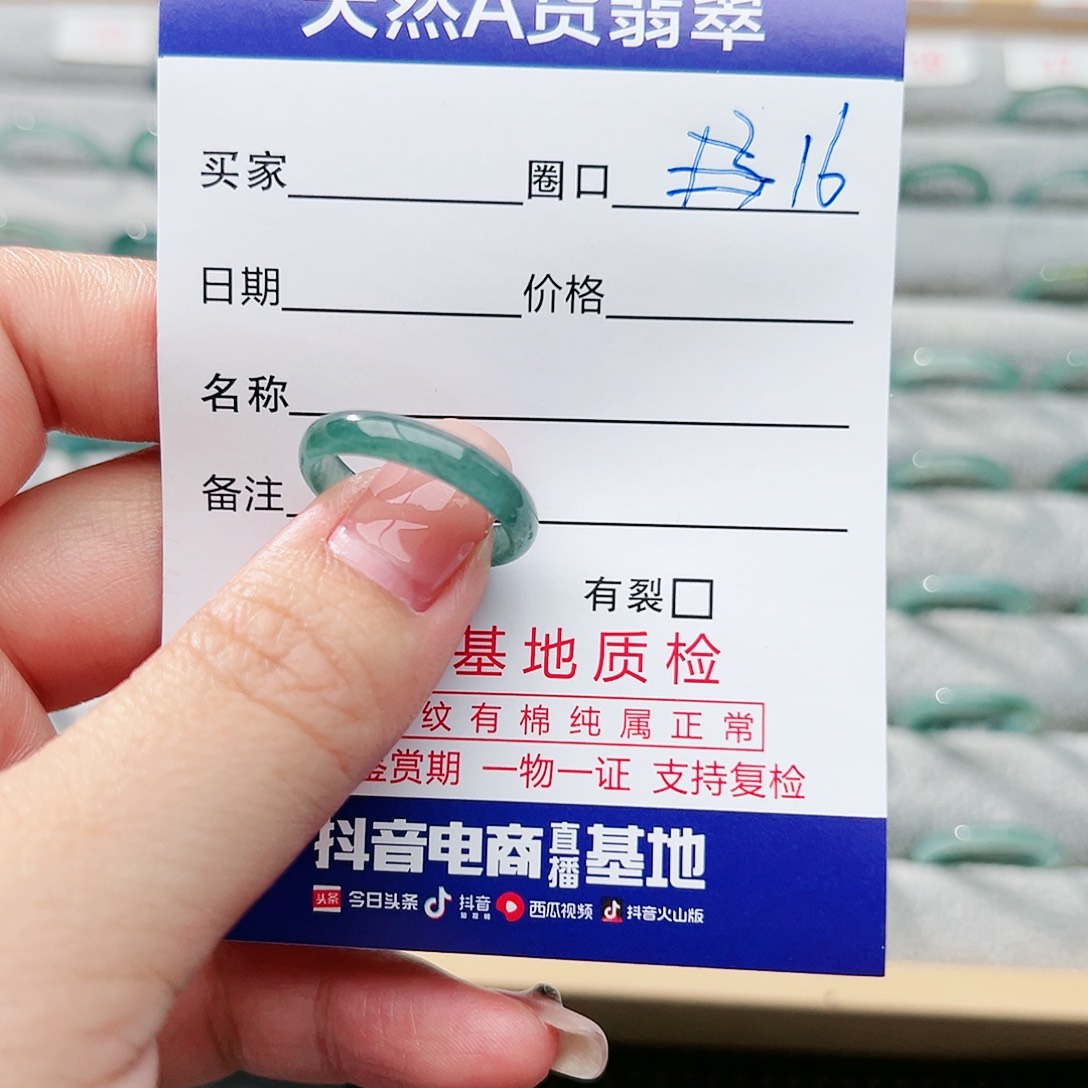 天然A货翡翠
买家 圈口 16
日期 价格
名称
备注
有裂
基地质检
纹有棉纯属正常
鉴赏期 一物一证 支持复检
抖音电商直播基地
头条 今日头条 抖音 西瓜视频 抖音火山版